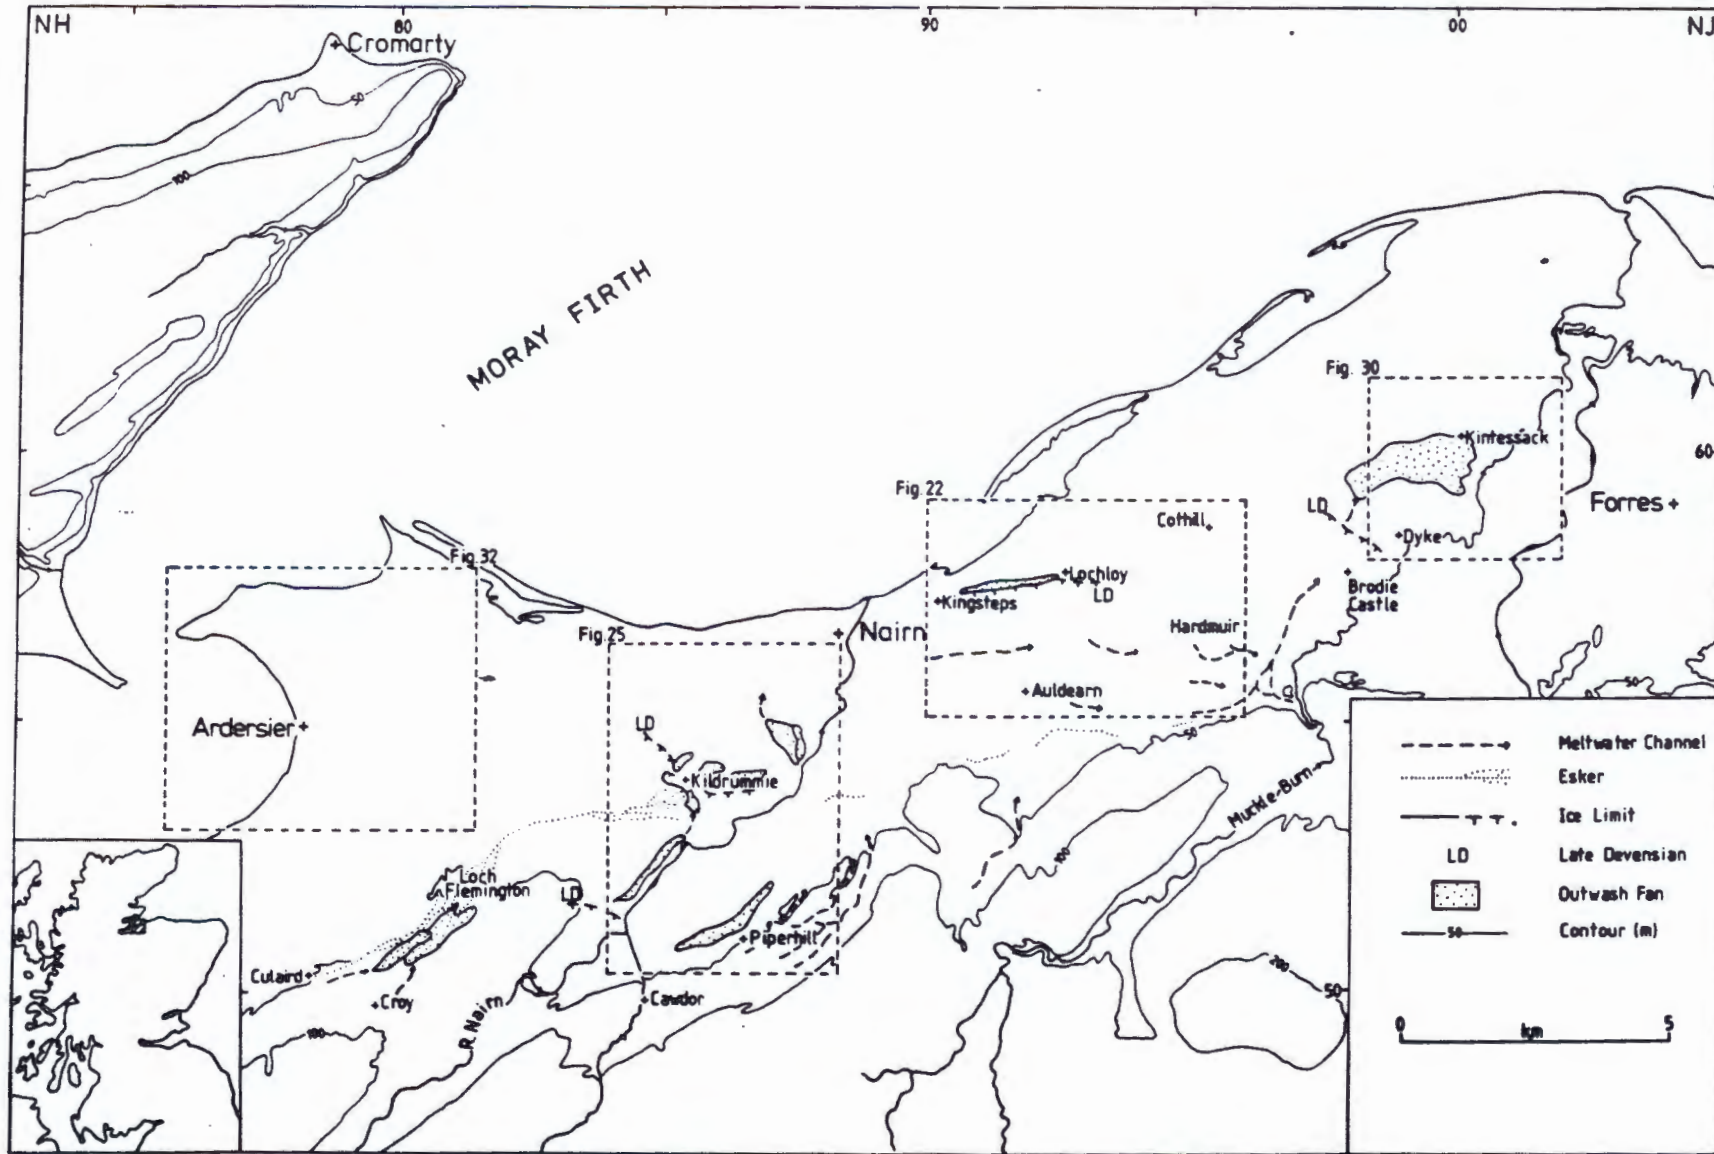 NH
80
90
00
NJ
Cromarty
50
100
MORAY FIRTH
Fig. 30
Kintessack
60
Fig. 22
Cothill
LD
Forres
Dyke
Fig. 32
Lochloy
LD
Kingsteps
Brodie
Castle
Fig. 25
Nairn
Hardmuir
Auldearn
50
Ardersier
LD
50
Kildrummie
Muckle-Burn
Loch
Flemington
LD
100
Piperhill
Culaird
Croy
R. Nairn
Cawdor
200
50
100
Meltwater Channel
Esker
Ice Limit
LD
Late Devensian
Outwash Fan
50
Contour (m)
0
km
5